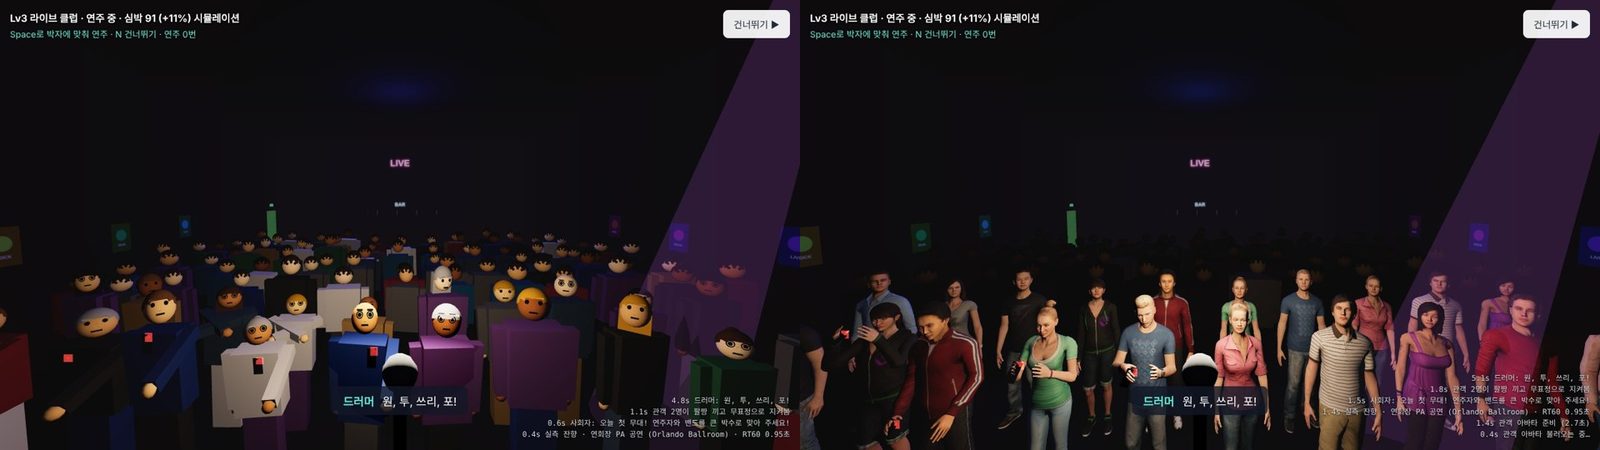 Lv3 라이브 클럽 · 연주 중 · 심박 91 (+11%) 시뮬레이션
Space로 박자에 맞춰 연주 · N 건너뛰기 · 연주 0번
건너뛰기 ▶
LIVE
BAR
드러머 원, 투, 쓰리, 포!
4.8s 드러머: 원, 투, 쓰리, 포!
1.1s 관객 2명이 팔짱 끼고 무표정으로 지켜봄
0.6s 사회자: 오늘 첫 무대! 연주자와 밴드를 큰 박수로 맞아 주세요!
0.4s 실측 잔향 · 연회장 PA 공연 (Orlando Ballroom) · RT60 0.95초
Lv3 라이브 클럽 · 연주 중 · 심박 91 (+11%) 시뮬레이션
Space로 박자에 맞춰 연주 · N 건너뛰기 · 연주 0번
건너뛰기 ▶
LIVE
BAR
드러머 원, 투, 쓰리, 포!
5.1s 드러머: 원, 투, 쓰리, 포!
1.8s 관객 2명이 팔짱 끼고 무표정으로 지켜봄
1.5s 사회자: 오늘 첫 무대! 연주자와 밴드를 큰 박수로 맞아 주세요!
1.4s 실측 잔향 · 연회장 PA 공연 (Orlando Ballroom) · RT60 0.95초
1.4s 관객 아바타 준비 (2.7초)
0.4s 관객 아바타 불러오는 중…